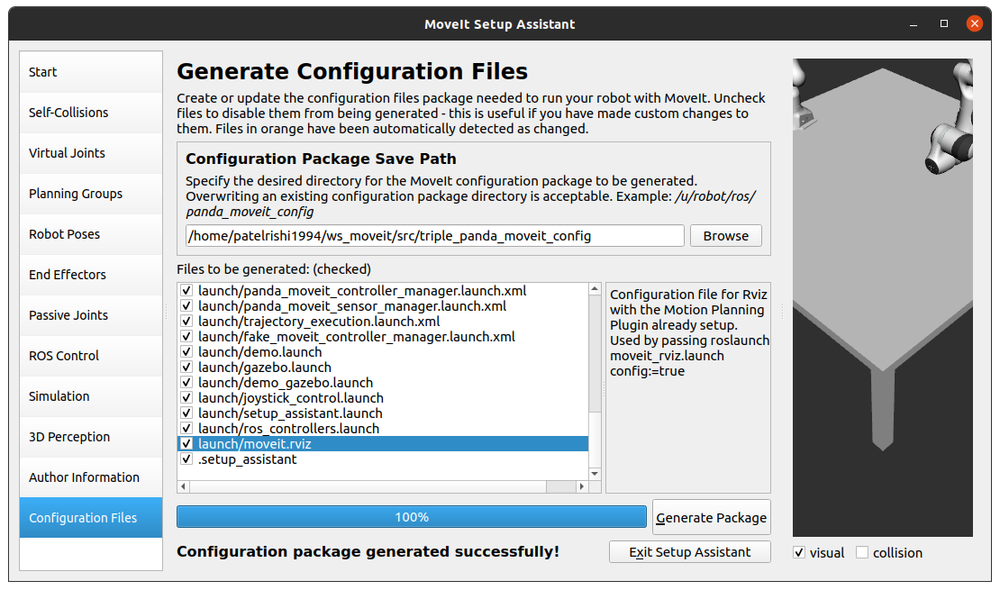 MoveIt Setup Assistant
Start
Self-Collisions
Virtual Joints
Planning Groups
Robot Poses
End Effectors
Passive Joints
ROS Control
Simulation
3D Perception
Author Information
Configuration Files
Generate Configuration Files
Create or update the configuration files package needed to run your robot with MoveIt. Uncheck
files to disable them from being generated - this is useful if you have made custom changes to
them. Files in orange have been automatically detected as changed.
Configuration Package Save Path
Specify the desired directory for the MoveIt configuration package to be generated.
Overwriting an existing configuration package directory is acceptable. Example: /u/robot/ros/
panda_moveit_config
/home/patelrishi1994/ws_moveit/src/triple_panda_moveit_config
Browse
Files to be generated: (checked)
launch/panda_moveit_controller_manager.launch.xml
launch/panda_moveit_sensor_manager.launch.xml
launch/trajectory_execution.launch.xml
launch/fake_moveit_controller_manager.launch.xml
launch/demo.launch
launch/gazebo.launch
launch/demo_gazebo.launch
launch/joystick_control.launch
launch/setup_assistant.launch
launch/ros_controllers.launch
launch/moveit.rviz
.setup_assistant
Configuration file for Rviz
with the Motion Planning
Plugin already setup.
Used by passing roslaunch
moveit_rviz.launch
config:=true
100%
Generate Package
Configuration package generated successfully!
Exit Setup Assistant
visual
collision